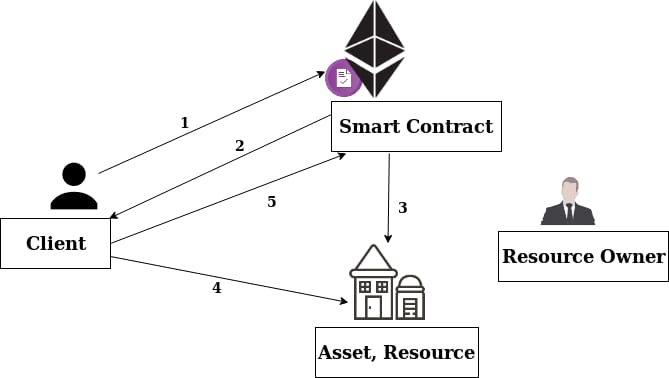 1
2
Smart Contract
5
3
Client
4
Resource Owner
Asset, Resource